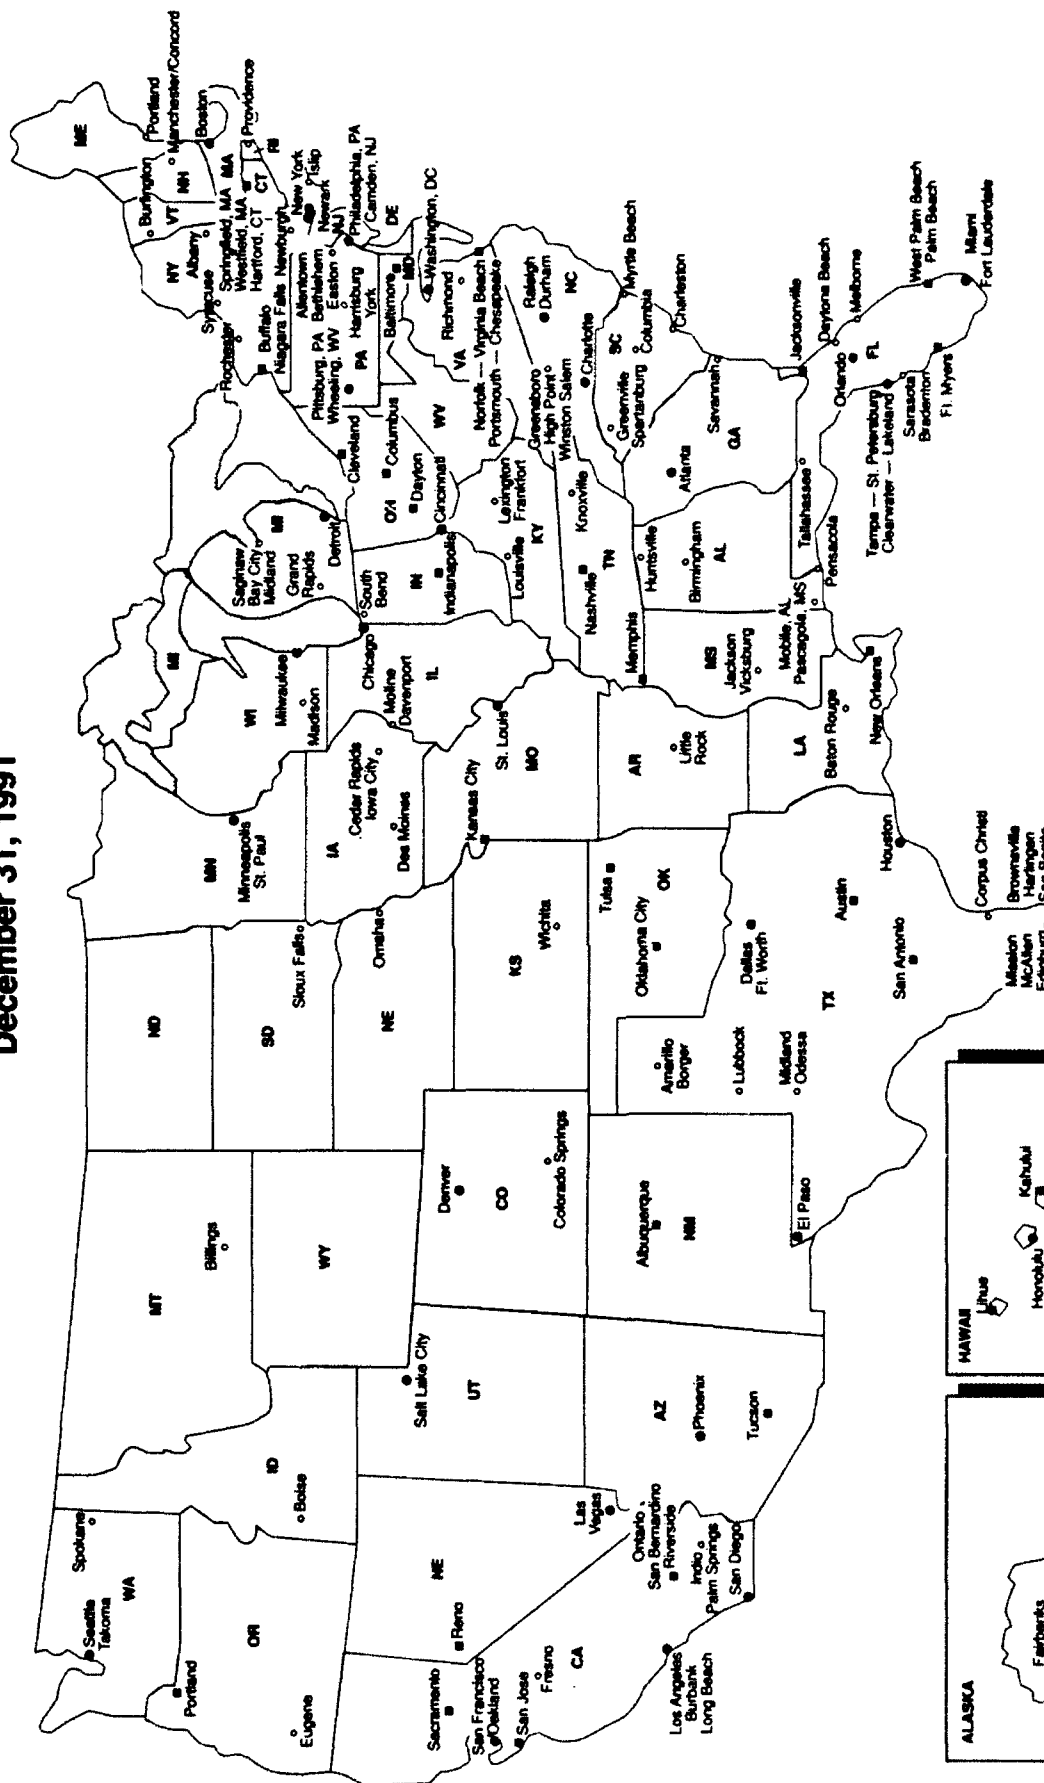 December 31, 1991
WA
Seattle
Takoma
Spokane
Portland
OR
Eugene
ID
Boise
MT
Billings
WY
ND
SD
Sioux Falls
NE
Omaha
MN
Minneapolis
St. Paul
WI
Milwaukee
Madison
MI
MI
Saginaw
Bay City
Midland
Grand
Rapids
Detroit
IA
Cedar Rapids
Iowa City
Des Moines
Chicago
Moline
Davenport
IL
South
Bend
IN
Indianapolis
Cleveland
Columbus
OH
Dayton
Cincinnati
ME
Portland
Manchester/Concord
Boston
Providence
RI
Burlington
VT
NH
MA
CT
NY
Albany
Syracuse
Springfield, MA
Westfield, MA
Hartford, CT
Rochester
Buffalo
Niagara Falls
Newburgh
New York
Islip
Newark
NJ
Allentown
Bethlehem
Easton
Philadelphia, PA
Camden, NJ
Pittsburg, PA
Wheeling, WV
Harrisburg
York
PA
DE
Baltimore
MD
Washington, DC
Richmond
VA
WV
Norfolk — Virginia Beach
Portsmouth — Chesapeake
NE
Reno
Las
Vegas
Sacramento
San Francisco
Oakland
San Jose
Fresno
CA
Los Angeles
Burbank
Long Beach
Ontario
San Bernardino
Riverside
Indio
Palm Springs
San Diego
Salt Lake City
UT
AZ
Phoenix
Tucson
Denver
CO
Colorado Springs
Albuquerque
NM
El Paso
KS
Wichita
Kansas City
St. Louis
MO
Tulsa
Oklahoma City
OK
Amarillo
Borger
Lubbock
Midland
Odessa
Dallas
Ft. Worth
TX
Austin
San Antonio
Houston
Corpus Christi
Brownsville
Harlingen
San Benito
Mission
McAllen
Edinburg
AR
Little
Rock
LA
Baton Rouge
New Orleans
Louisville
Lexington
Frankfort
KY
Nashville
TN
Knoxville
Memphis
MS
Jackson
Vicksburg
Mobile, AL
Pascagola, MS
Huntsville
Birmingham
AL
Pensacola
Greensboro
High Point
Winston Salem
Raleigh
Durham
NC
Charlotte
Greenville
Spartanburg
SC
Columbia
Myrtle Beach
Charleston
Atlanta
Savannah
GA
Tallahassee
Jacksonville
Daytona Beach
Orlando
Melborne
FL
Tampa — St. Petersburg
Clearwater — Lakeland
Sarasota
Bradenton
Ft. Myers
West Palm Beach
Palm Beach
Miami
Fort Lauderdale
ALASKA
Fairbanks
HAWAII
Lihue
Honolulu
Kahului